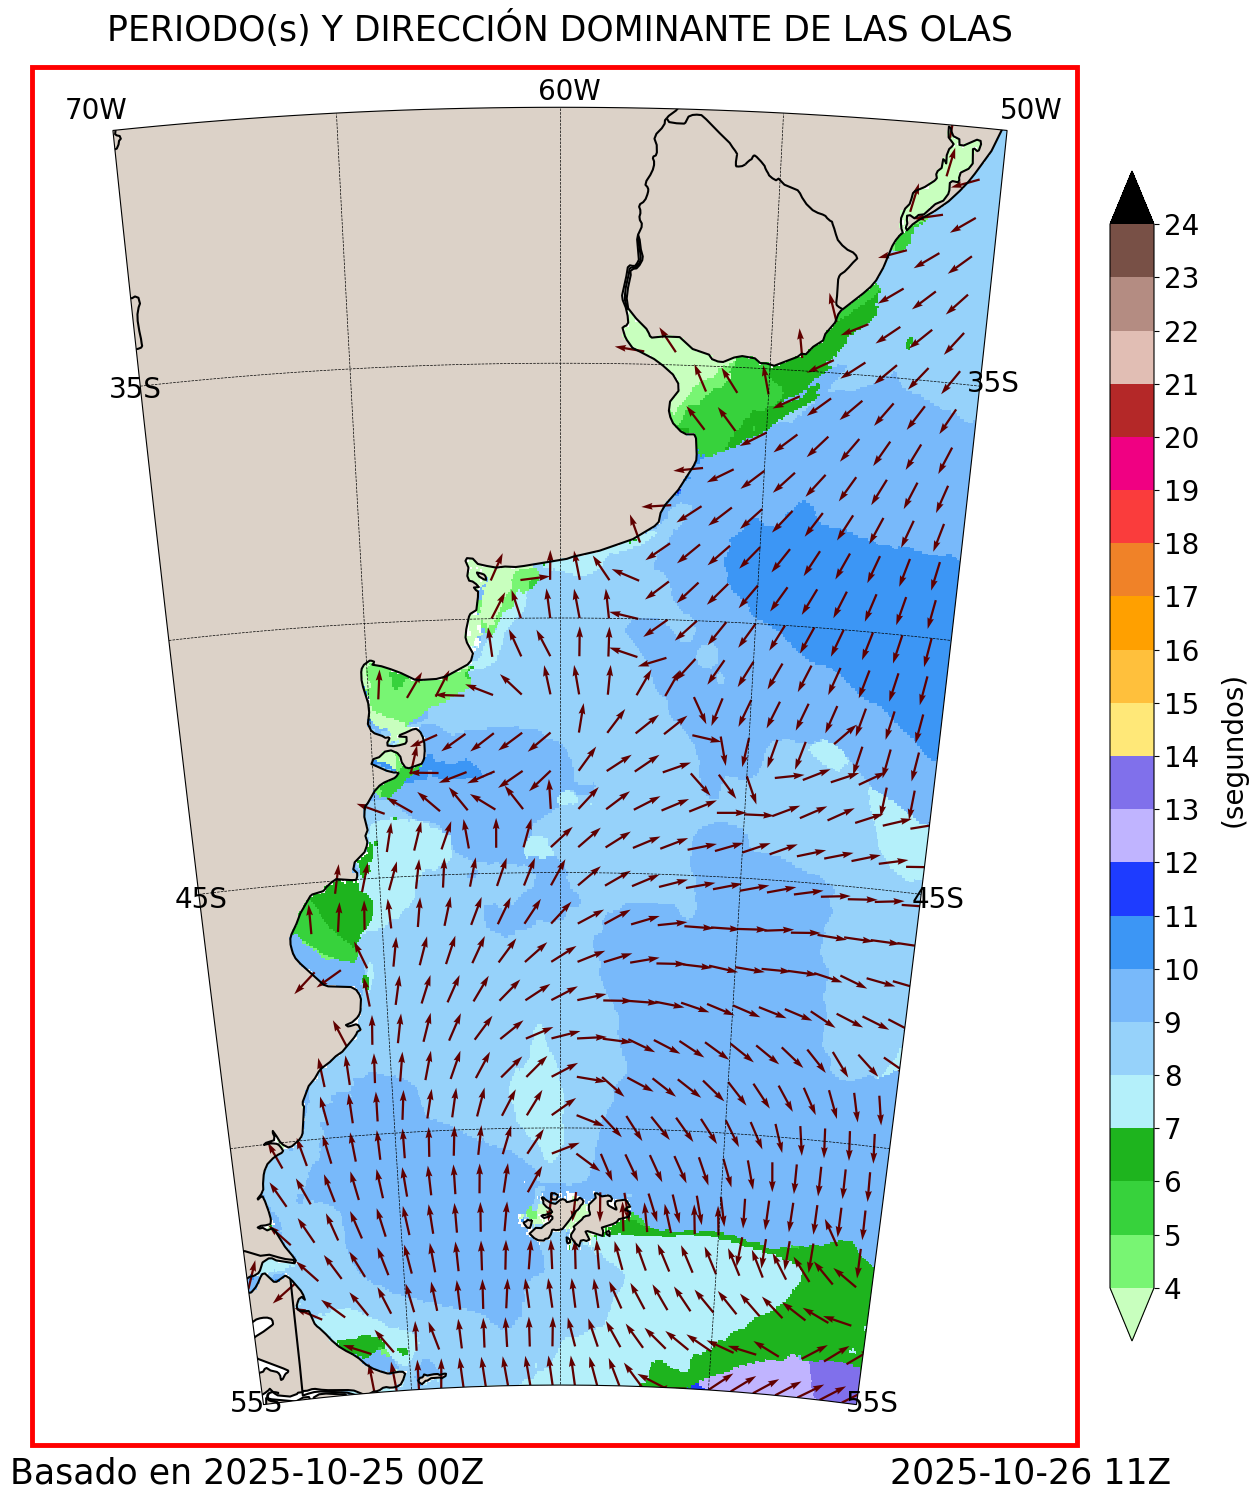 PERIODO(s) Y DIRECCIÓN DOMINANTE DE LAS OLAS
70W
60W
50W
35S
35S
45S
45S
55S
55S
24
23
22
21
20
19
18
17
16
15
14
13
12
11
10
9
8
7
6
5
4
(segundos)
Basado en 2025-10-25 00Z
2025-10-26 11Z